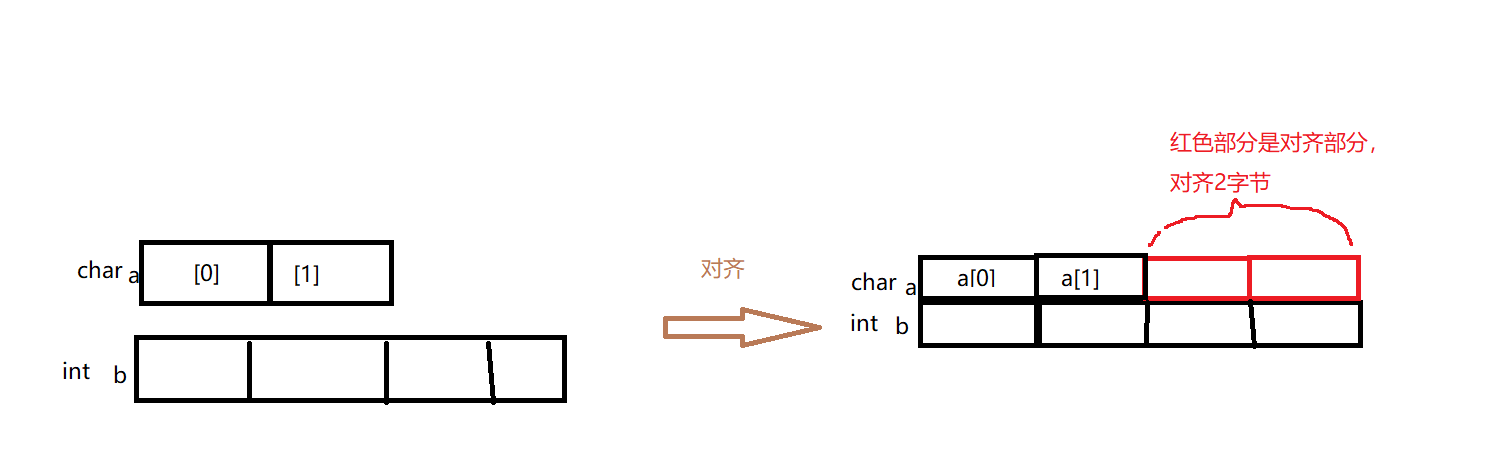 红色部分是对齐部分，
对齐2字节
char a [0] [1]
int b
对齐
char a a[0] a[1]
int b